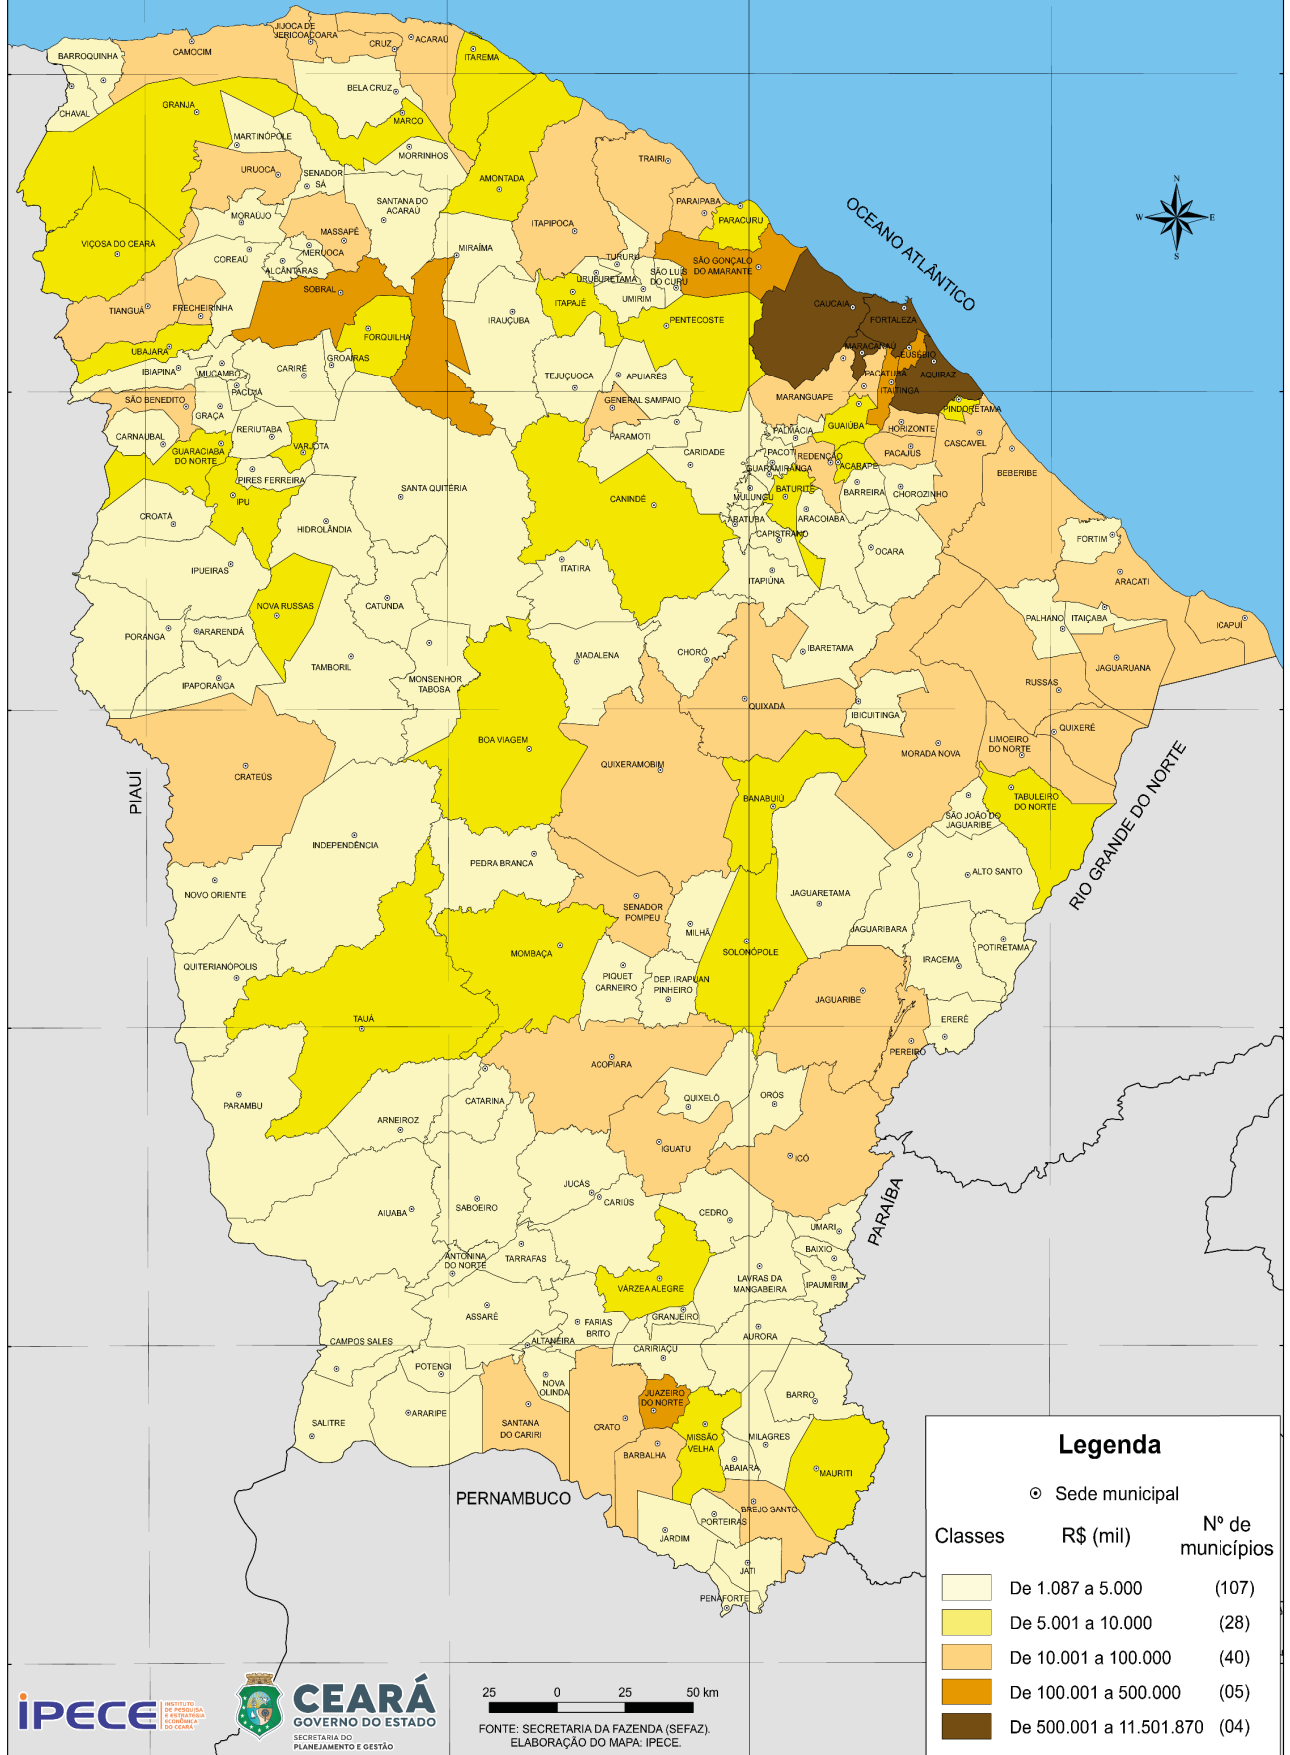 JIJOCA DE
JERICOACOARA
CRUZ
ACARAÚ
CAMOCIM
BARROQUINHA
ITAREMA
BELA CRUZ
CHAVAL
GRANJA
MARCO
MARTINÓPOLE
MORRINHOS
TRAIRI
URUOCA
SENADOR
SÁ
AMONTADA
SANTANA DO
ACARAÚ
PARAIPABA
OCEANO ATLÂNTICO
N
W
E
S
MORAÚJO
PARACURU
ITAPIPOCA
MASSAPÊ
VIÇOSA DO CEARÁ
MIRAÍMA
MERUOCA
COREAÚ
TURURU
SÃO GONÇALO
DO AMARANTE
ALCÂNTARAS
URUBURETAMA
SÃO LUÍS
DO CURU
SOBRAL
UMIRIM
ITAPAJÉ
CAUCAIA
TIANGUÁ
FRECHEIRINHA
IRAUÇUBA
PENTECOSTE
FORTALEZA
FORQUILHA
MARACANAÚ
UBAJARA
EUSÉBIO
GROAÍRAS
IBIAPINA
MUCAMBO
CARIRÉ
TEJUÇUOCA
APUIARÉS
PACATUBA
AQUIRAZ
PACUJÁ
ITAITINGA
SÃO BENEDITO
GENERAL SAMPAIO
MARANGUAPE
PINDORETAMA
GRAÇA
RERIUTABA
GUAIÚBA
HORIZONTE
CARNAUBAL
PARAMOTI
PALMÁCIA
CASCAVEL
GUARACIABA
DO NORTE
VARJOTA
CARIDADE
PACOTI
REDENÇÃO
PACAJUS
GUARAMIRANGA
ACARAPE
BEBERIBE
PIRES FERREIRA
SANTA QUITÉRIA
BATURITÉ
BARREIRA
CHOROZINHO
IPU
CANINDÉ
MULUNGU
CROATÁ
ARATUBA
ARACOIABA
HIDROLÂNDIA
CAPISTRANO
FORTIM
OCARA
IPUEIRAS
ITATIRA
ITAPIÚNA
ARACATI
NOVA RUSSAS
CATUNDA
PORANGA
ARARENDÁ
PALHANO
ITAIÇABA
ICAPUÍ
IBARETAMA
TAMBORIL
MADALENA
CHORÓ
JAGUARUANA
IPAPORANGA
MONSENHOR
TABOSA
RUSSAS
QUIXADÁ
IBICUITINGA
QUIXERÉ
BOA VIAGEM
LIMOEIRO
DO NORTE
MORADA NOVA
QUIXERAMOBIM
CRATEÚS
PIAUÍ
BANABUIÚ
TABULEIRO
DO NORTE
RIO GRANDE DO NORTE
SÃO JOÃO DO
JAGUARIBE
INDEPENDÊNCIA
PEDRA BRANCA
ALTO SANTO
NOVO ORIENTE
JAGUARETAMA
SENADOR
POMPEU
MILHÃ
JAGUARIBARA
MOMBAÇA
SOLONÓPOLE
POTIRETAMA
IRACEMA
QUITERIANÓPOLIS
PIQUET
CARNEIRO
DEP. IRAPUAN
PINHEIRO
JAGUARIBE
TAUÁ
ERERÊ
PEREIRO
ACOPIARA
PARAMBU
CATARINA
QUIXELÔ
ORÓS
ARNEIROZ
IGUATU
ICÓ
JUCÁS
CARIÚS
PARAÍBA
AIUABA
SABOEIRO
CEDRO
UMARI
ANTONINA
DO NORTE
TARRAFAS
BAIXIO
VÁRZEA ALEGRE
LAVRAS DA
MANGABEIRA
IPAUMIRIM
ASSARÉ
FARIAS
BRITO
GRANJEIRO
AURORA
CAMPOS SALES
ALTANEIRA
CARIRIAÇU
POTENGI
NOVA
OLINDA
JUAZEIRO
DO NORTE
BARRO
SALITRE
ARARIPE
SANTANA
DO CARIRI
CRATO
MISSÃO
VELHA
MILAGRES
BARBALHA
ABAIARA
MAURITI
PERNAMBUCO
BREJO SANTO
PORTEIRAS
JARDIM
JATI
PENAFORTE
Legenda
Sede municipal
Classes R$ (mil) Nº de
municípios
De 1.087 a 5.000 (107)
De 5.001 a 10.000 (28)
De 10.001 a 100.000 (40)
De 100.001 a 500.000 (05)
De 500.001 a 11.501.870 (04)
IPECE
INSTITUTO
DE PESQUISA
E ESTRATÉGIA
ECONÔMICA
DO CEARÁ
CEARÁ
GOVERNO DO ESTADO
SECRETARIA DO
PLANEJAMENTO E GESTÃO
25 0 25 50 km
FONTE: SECRETARIA DA FAZENDA (SEFAZ).
ELABORAÇÃO DO MAPA: IPECE.